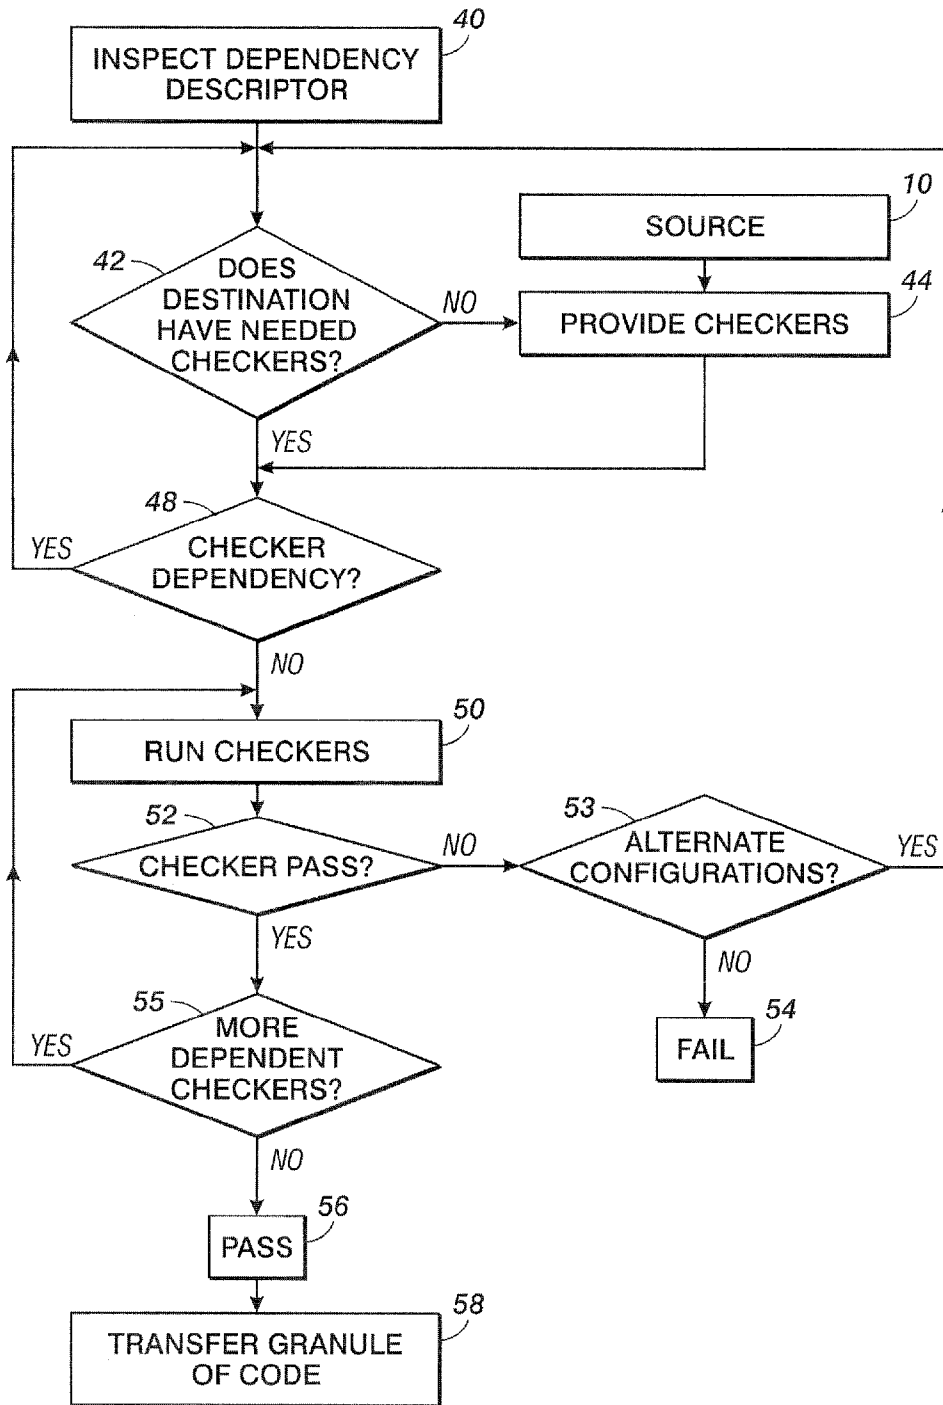 40
INSPECT DEPENDENCY
DESCRIPTOR
10
SOURCE
42
DOES
DESTINATION
HAVE NEEDED
CHECKERS?
NO
44
PROVIDE CHECKERS
YES
48
YES
CHECKER
DEPENDENCY?
NO
50
RUN CHECKERS
52
CHECKER PASS?
NO
53
ALTERNATE
CONFIGURATIONS?
YES
YES
NO
55
YES
MORE
DEPENDENT
CHECKERS?
54
FAIL
NO
56
PASS
58
TRANSFER GRANULE
OF CODE